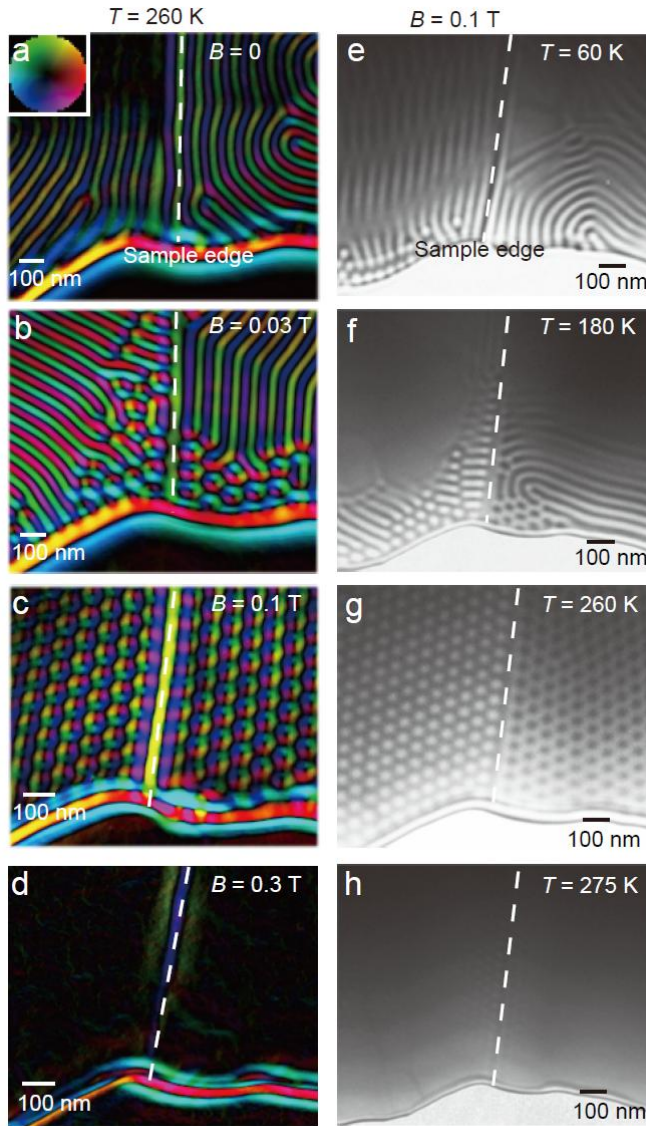 T = 260 K
B = 0.1 T
a
B = 0
e
T = 60 K
Sample edge
100 nm
Sample edge
100 nm
b
B = 0.03 T
f
T = 180 K
100 nm
100 nm
c
B = 0.1 T
g
T = 260 K
100 nm
100 nm
d
B = 0.3 T
h
T = 275 K
100 nm
100 nm